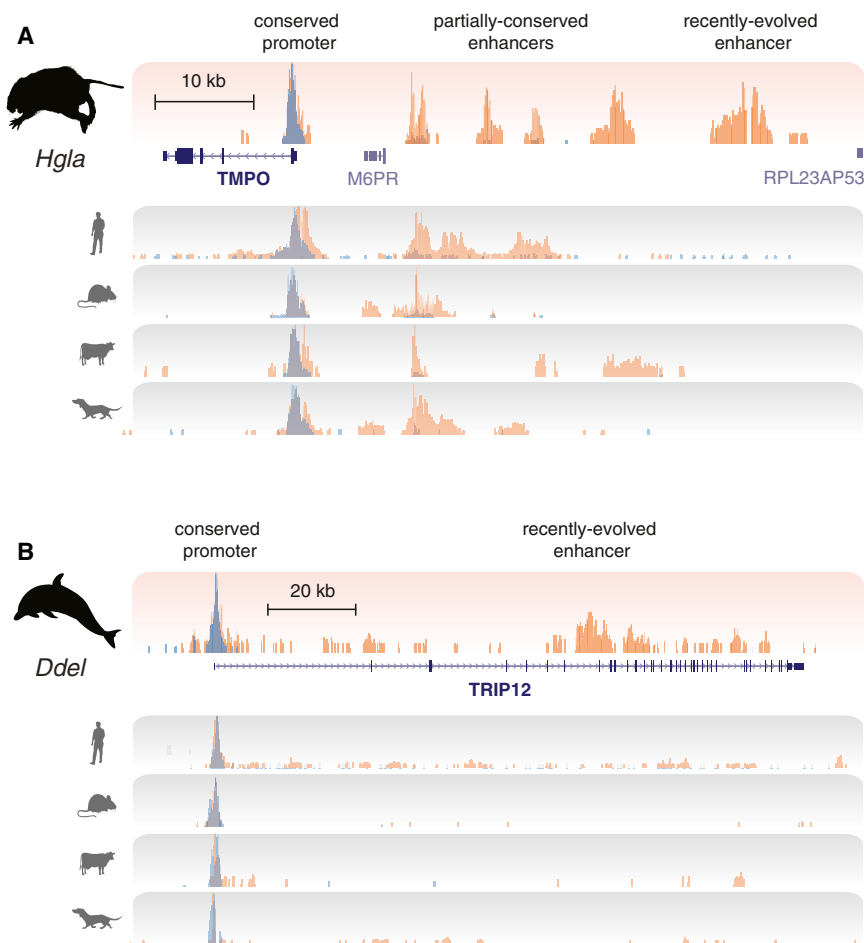 A
conserved
promoter
partially-conserved
enhancers
recently-evolved
enhancer
10 kb
Hgla
TMPO
M6PR
RPL23AP53
B
conserved
promoter
recently-evolved
enhancer
20 kb
Ddel
TRIP12